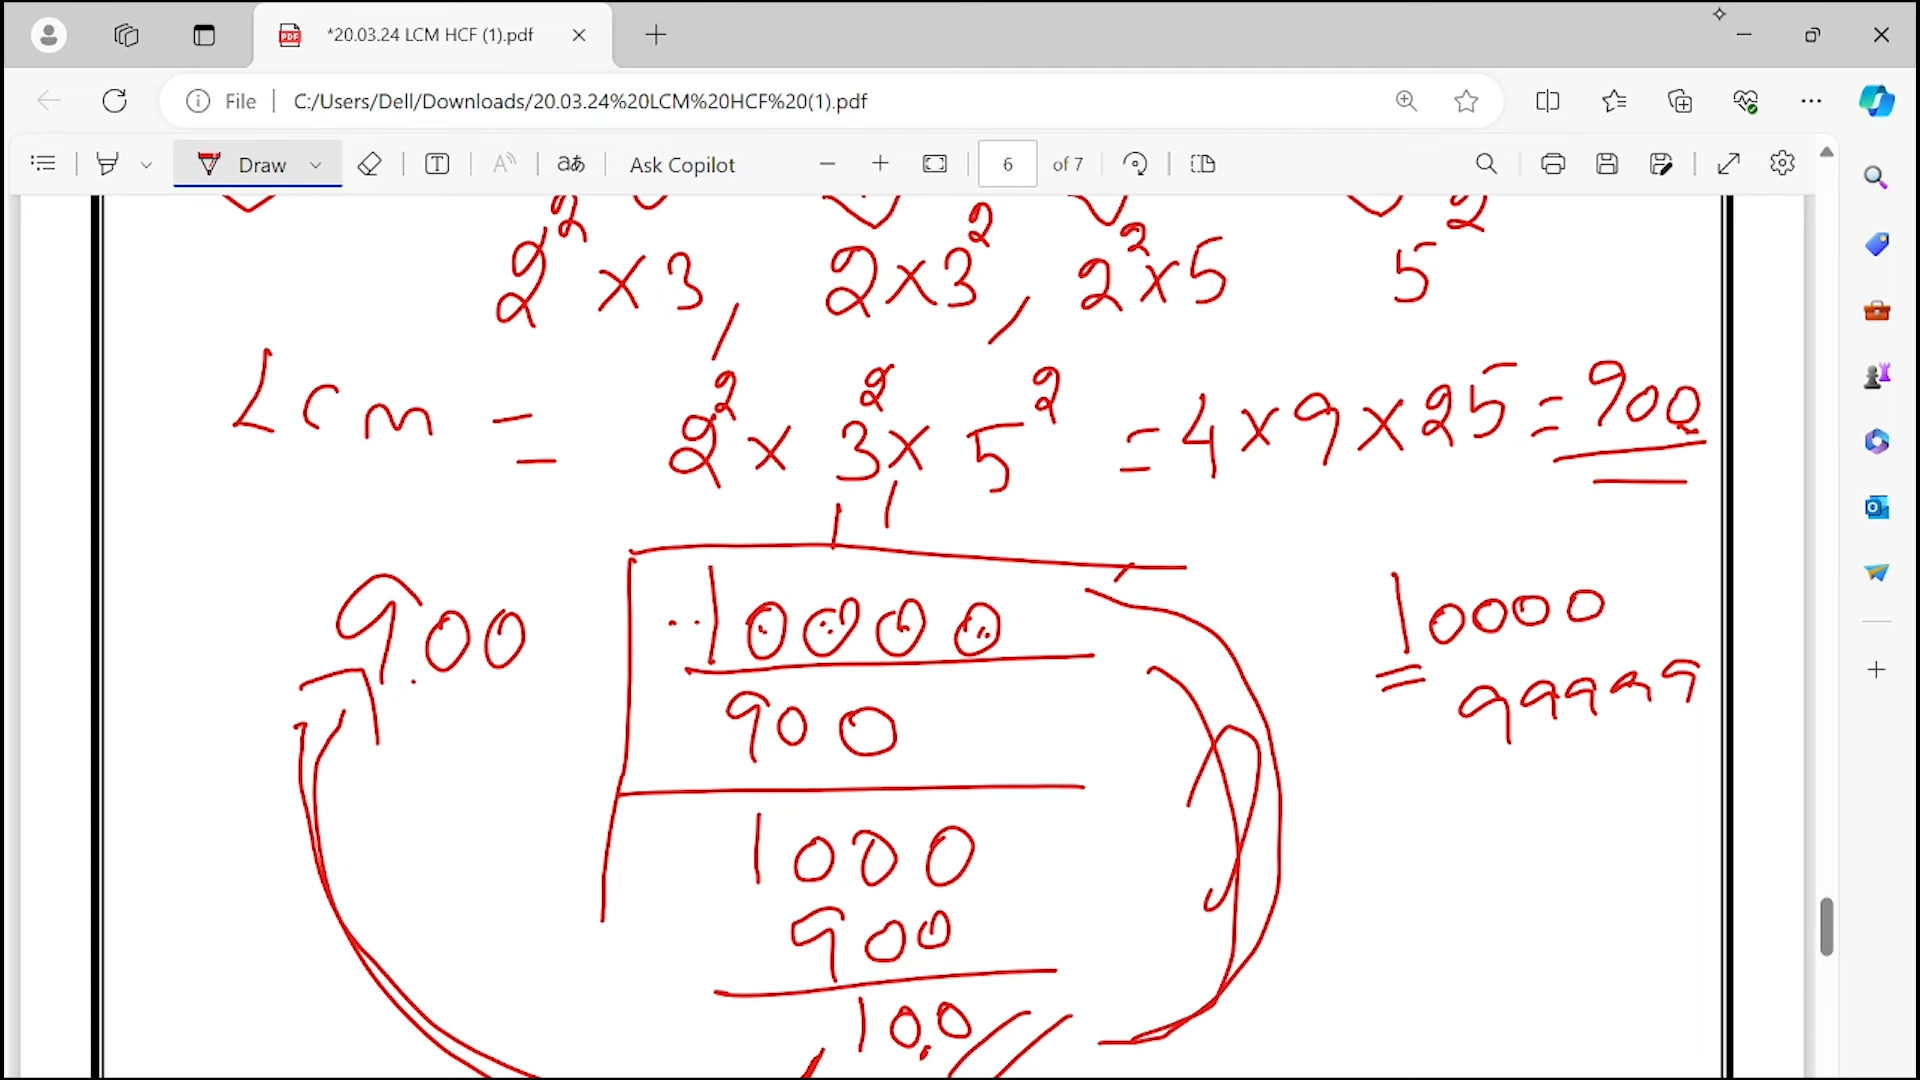 *20.03.24 LCM HCF (1).pdf
File C:/Users/Dell/Downloads/20.03.24%20LCM%20HCF%20(1).pdf
Draw Ask Copilot 6 of 7
2² × 3, 2×3², 2²×5 5²
LCM = 2² × 3² × 5² = 4×9×25 = 900
11
900 10000 10000
900 = 99999
1000
900
100